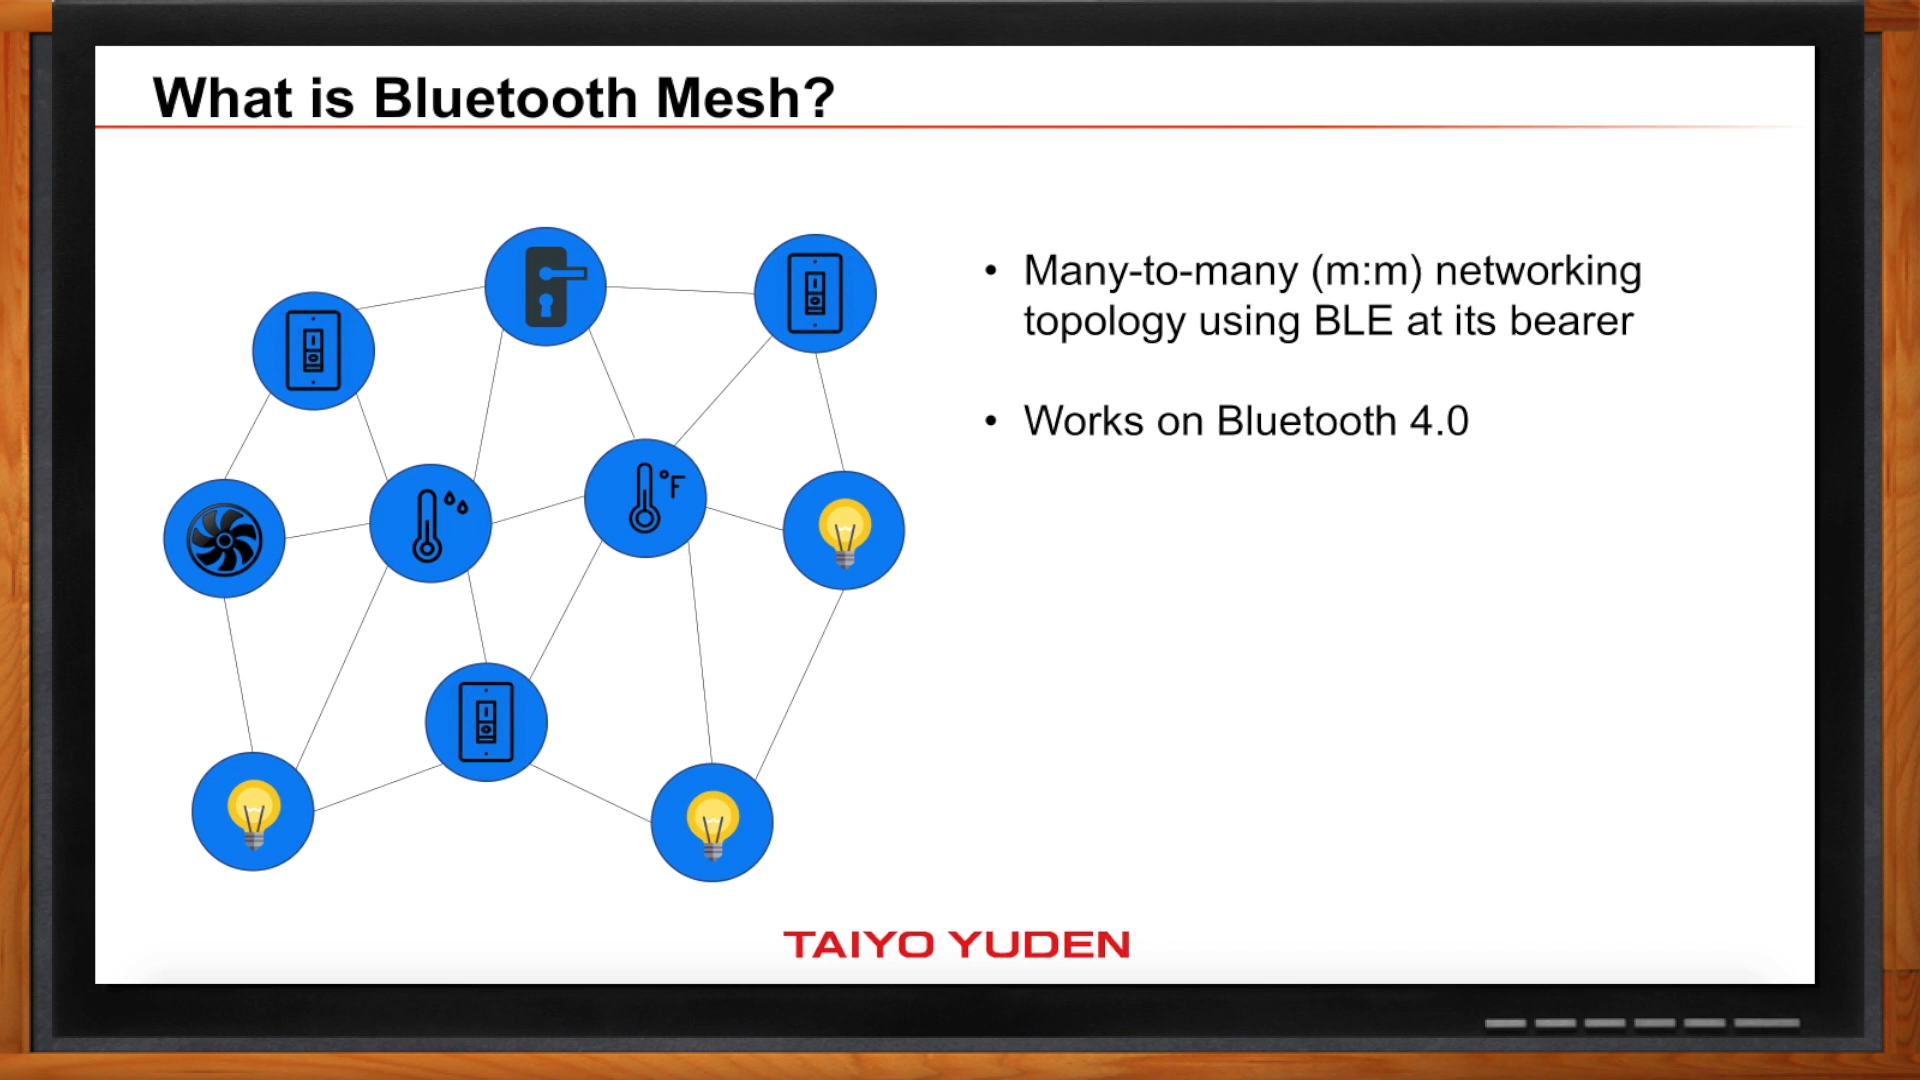 What is Bluetooth Mesh?
• Many-to-many (m:m) networking
topology using BLE at its bearer
• Works on Bluetooth 4.0
°F
TAIYO YUDEN